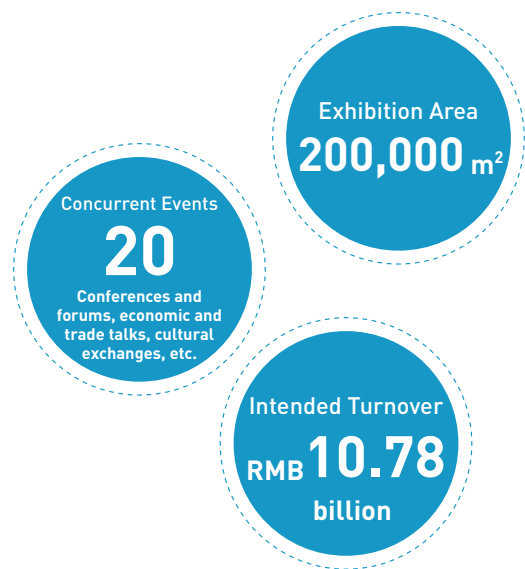 Exhibition Area
200,000 m²
Concurrent Events
20
Conferences and
forums, economic and
trade talks, cultural
exchanges, etc.
Intended Turnover
RMB 10.78
billion